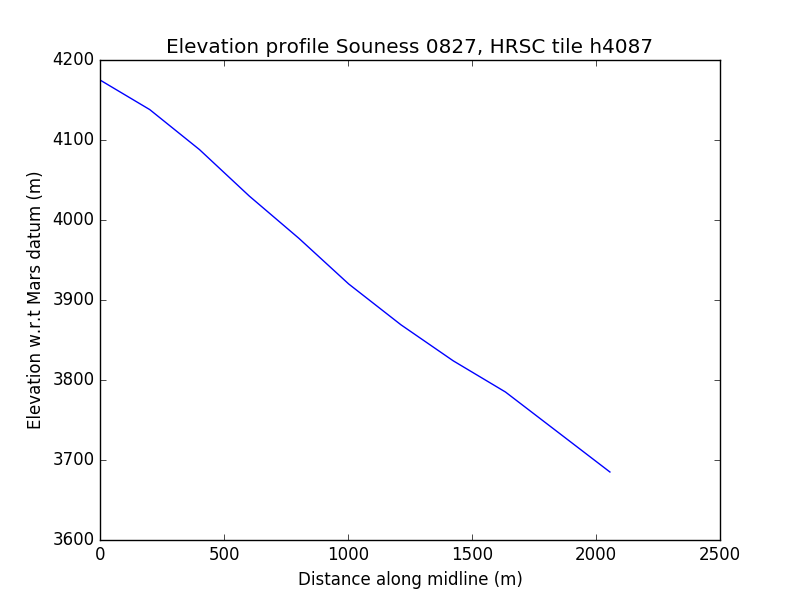 Elevation profile Souness 0827, HRSC tile h4087
4200
4100
4000
3900
3800
3700
3600
Elevation w.r.t Mars datum (m)
0 500 1000 1500 2000 2500
Distance along midline (m)